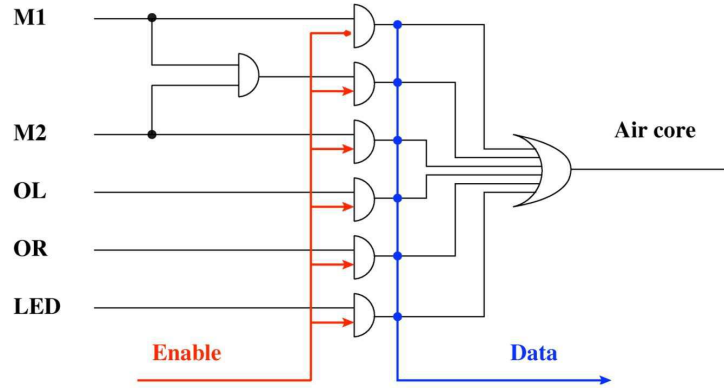 M1
M2
Air core
OL
OR
LED
Enable
Data